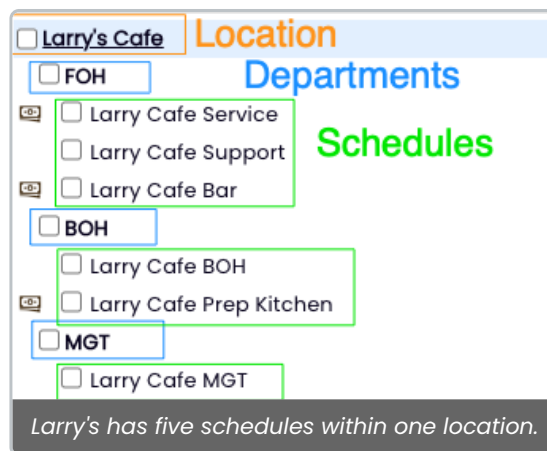 Larry's Cafe Location
FOH Departments
Larry Cafe Service
Schedules
Larry Cafe Support
Larry Cafe Bar
BOH
Larry Cafe BOH
Larry Cafe Prep Kitchen
MGT
Larry Cafe MGT
Larry's has five schedules within one location.